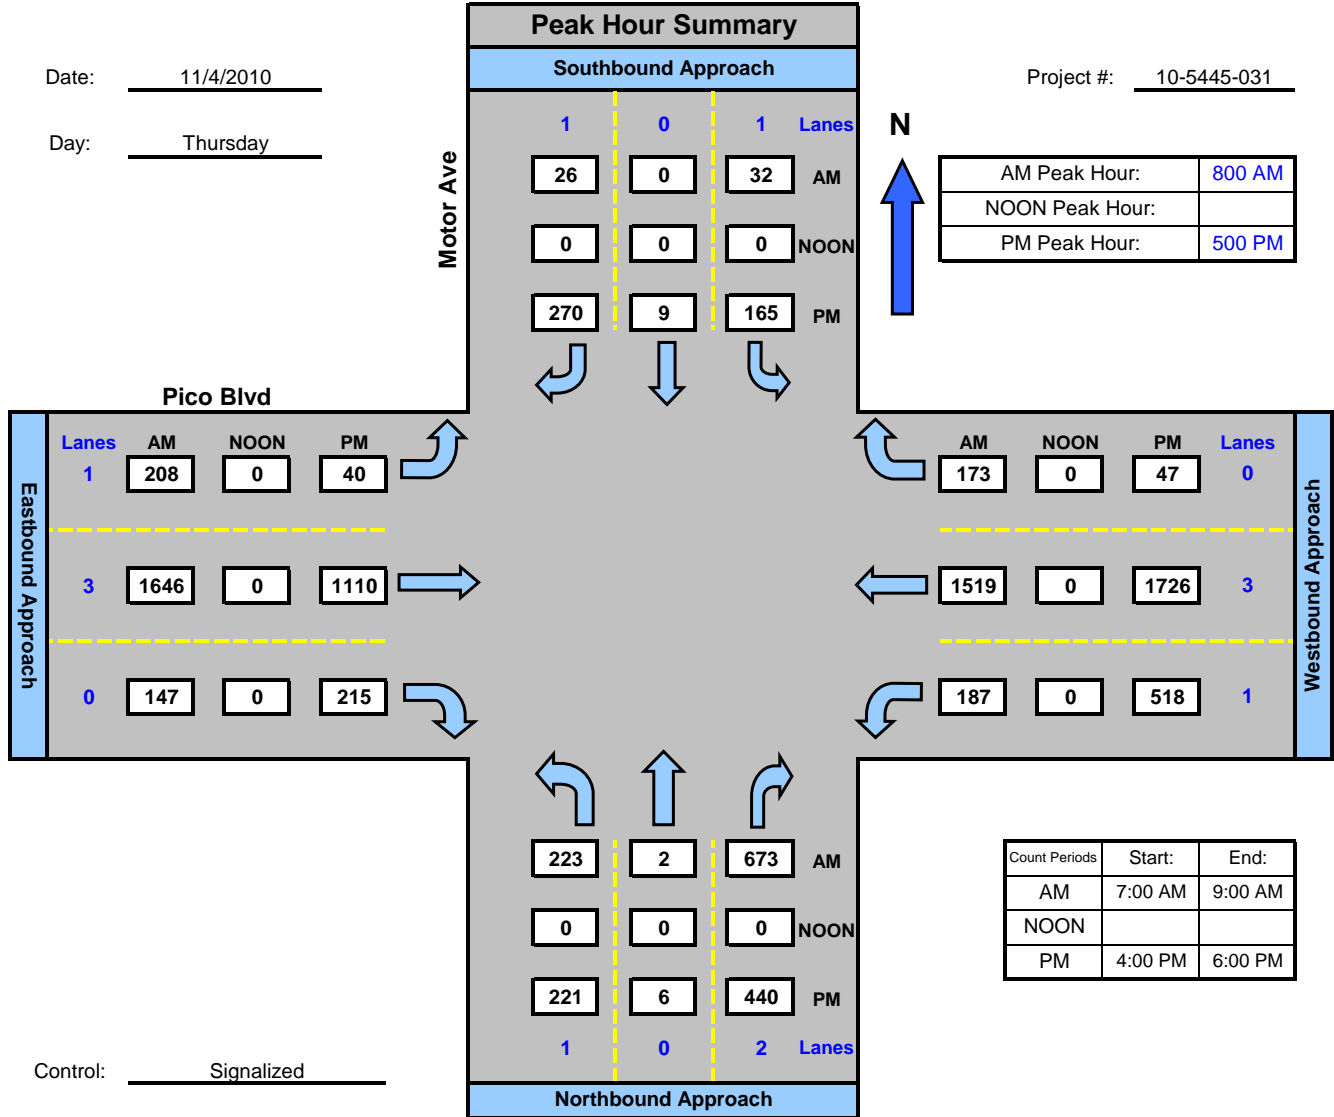 Peak Hour Summary
Southbound Approach
Date: 11/4/2010
Project #: 10-5445-031
Day: Thursday
Motor Ave
1 0 1 Lanes
26 0 32 AM
0 0 0 NOON
270 9 165 PM
N
AM Peak Hour: 800 AM
NOON Peak Hour:
PM Peak Hour: 500 PM
Pico Blvd
Eastbound Approach
Lanes AM NOON PM
1 208 0 40
3 1646 0 1110
0 147 0 215
AM NOON PM Lanes
173 0 47 0
1519 0 1726 3
187 0 518 1
Westbound Approach
223 2 673 AM
0 0 0 NOON
221 6 440 PM
1 0 2 Lanes
Northbound Approach
Count Periods Start: End:
AM 7:00 AM 9:00 AM
NOON
PM 4:00 PM 6:00 PM
Control: Signalized